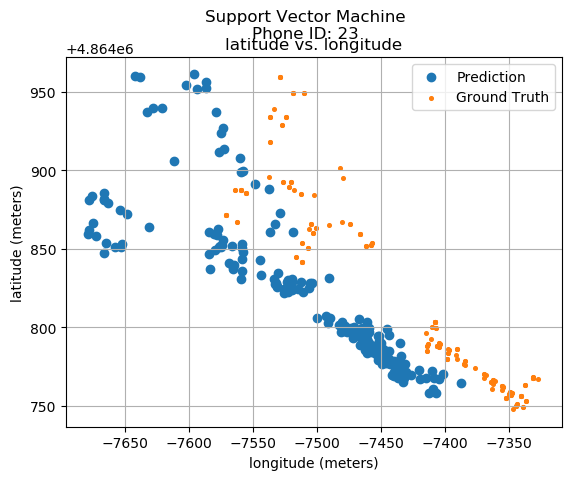 Support Vector Machine
Phone ID: 23
latitude vs. longitude
+4.864e6
Prediction
Ground Truth
950
900
850
800
750
latitude (meters)
−7650 −7600 −7550 −7500 −7450 −7400 −7350
longitude (meters)